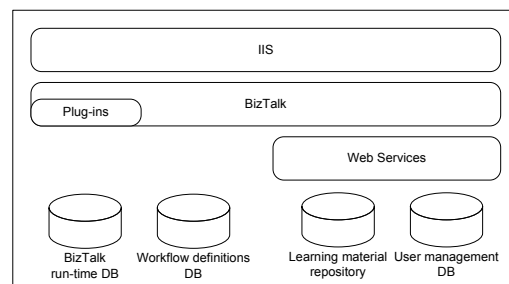 IIS
BizTalk
Plug-ins
Web Services
BizTalk
run-time DB
Workflow definitions
DB
Learning material
repository
User management
DB